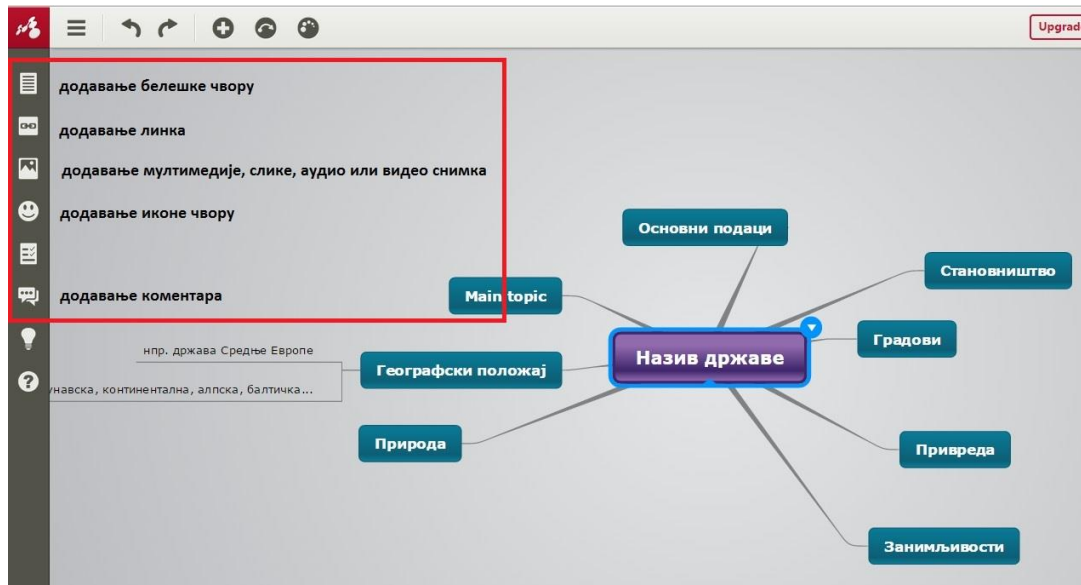 Upgrad
додавање белешке чвору
додавање линка
додавање мултимедије, слике, аудио или видео снимка
додавање иконе чвору
додавање коментара
Основни подаци
Становништво
Main topic
Градови
нпр. држава Средње Европе
Назив државе
Географски положај
унавска, континентална, алпска, балтичка...
Природа
Привреда
Занимљивости